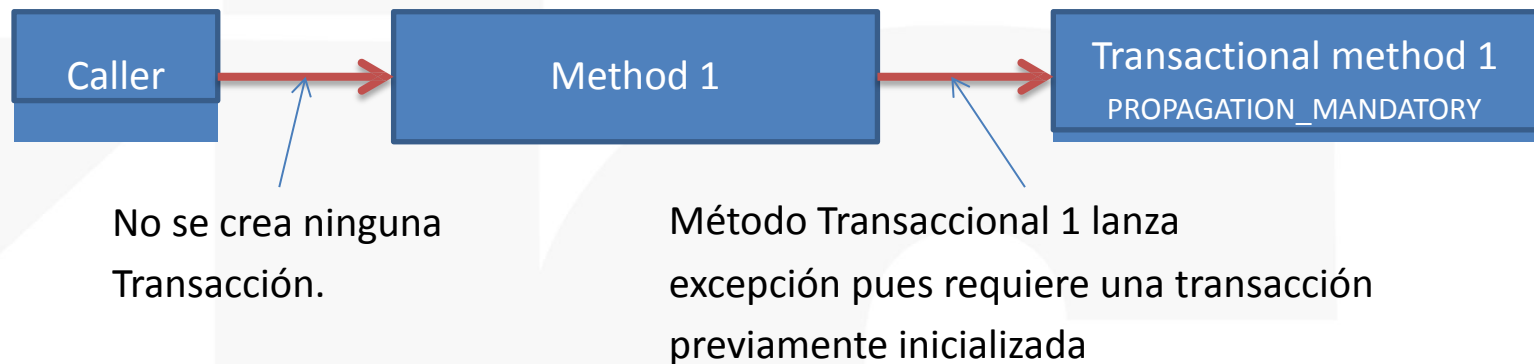 Caller
Method 1
Transactional method 1
PROPAGATION_MANDATORY
No se crea ninguna
Transacción.
Método Transaccional 1 lanza
excepción pues requiere una transacción
previamente inicializada